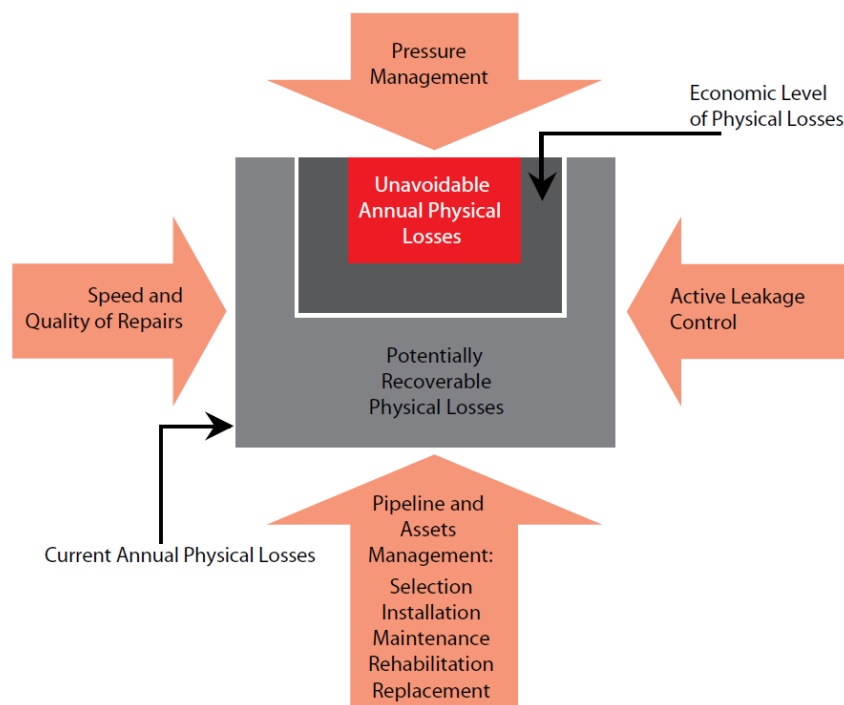 Pressure
Management
Economic Level
of Physical Losses
Unavoidable
Annual Physical
Losses
Speed and
Quality of Repairs
Active Leakage
Control
Potentially
Recoverable
Physical Losses
Current Annual Physical Losses
Pipeline and
Assets
Management:
Selection
Installation
Maintenance
Rehabilitation
Replacement